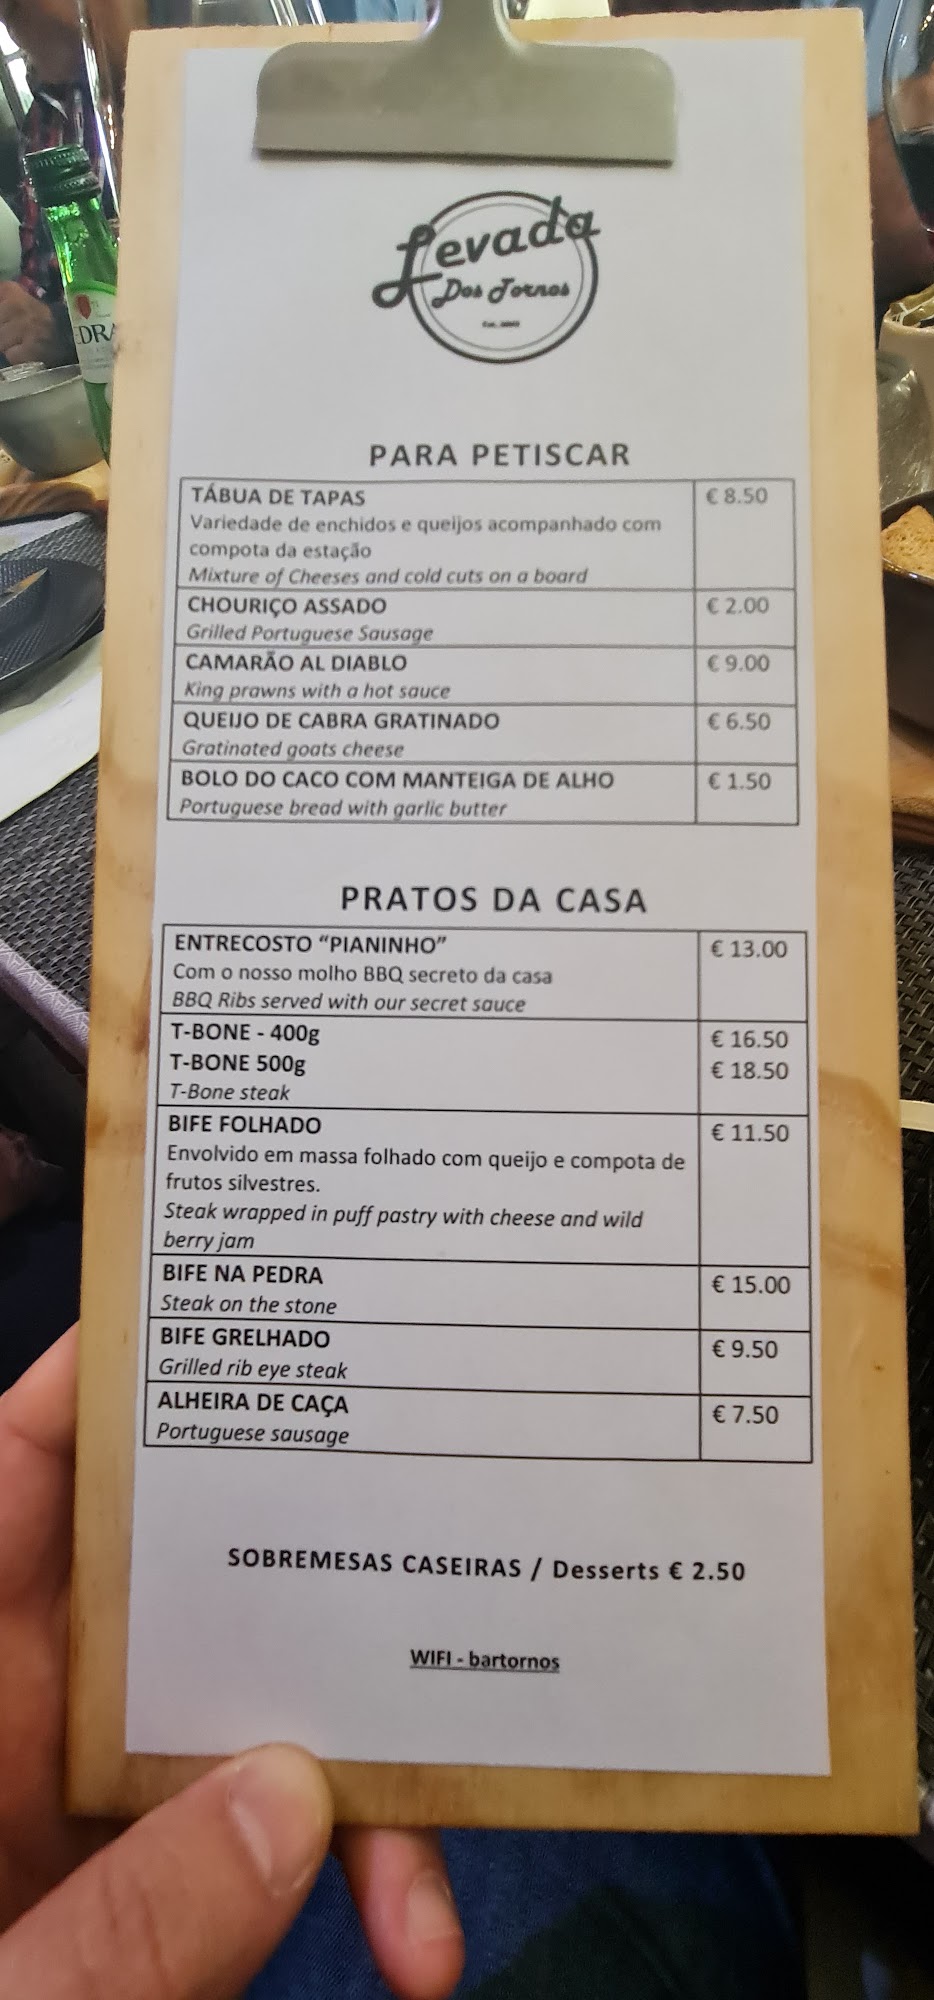 Levada
Dos Tornos
PARA PETISCAR
TÁBUA DE TAPAS € 8.50
Variedade de enchidos e queijos acompanhado com
compota da estação
Mixture of Cheeses and cold cuts on a board
CHOURIÇO ASSADO € 2.00
Grilled Portuguese Sausage
CAMARÃO AL DIABLO € 9.00
King prawns with a hot sauce
QUEIJO DE CABRA GRATINADO € 6.50
Gratinated goats cheese
BOLO DO CACO COM MANTEIGA DE ALHO € 1.50
Portuguese bread with garlic butter
PRATOS DA CASA
ENTRECOSTO “PIANINHO” € 13.00
Com o nosso molho BBQ secreto da casa
BBQ Ribs served with our secret sauce
T-BONE - 400g € 16.50
T-BONE 500g € 18.50
T-Bone steak
BIFE FOLHADO € 11.50
Envolvido em massa folhado com queijo e compota de
frutos silvestres.
Steak wrapped in puff pastry with cheese and wild
berry jam
BIFE NA PEDRA € 15.00
Steak on the stone
BIFE GRELHADO € 9.50
Grilled rib eye steak
ALHEIRA DE CAÇA € 7.50
Portuguese sausage
SOBREMESAS CASEIRAS / Desserts € 2.50
WIFI - bartornos